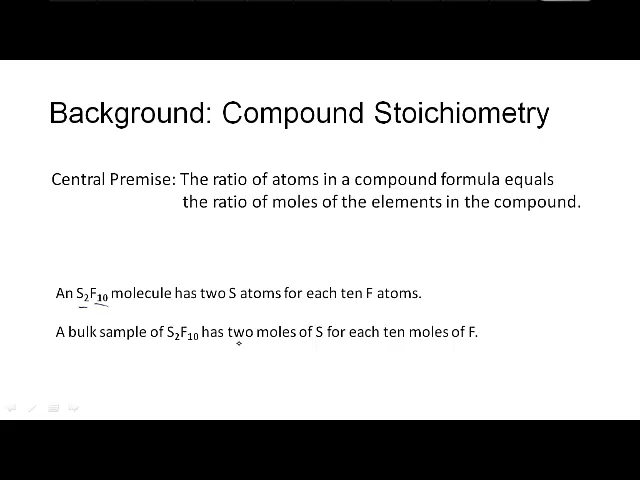 Background: Compound Stoichiometry
Central Premise: The ratio of atoms in a compound formula equals
the ratio of moles of the elements in the compound.
An S₂F₁₀ molecule has two S atoms for each ten F atoms.
A bulk sample of S₂F₁₀ has two moles of S for each ten moles of F.